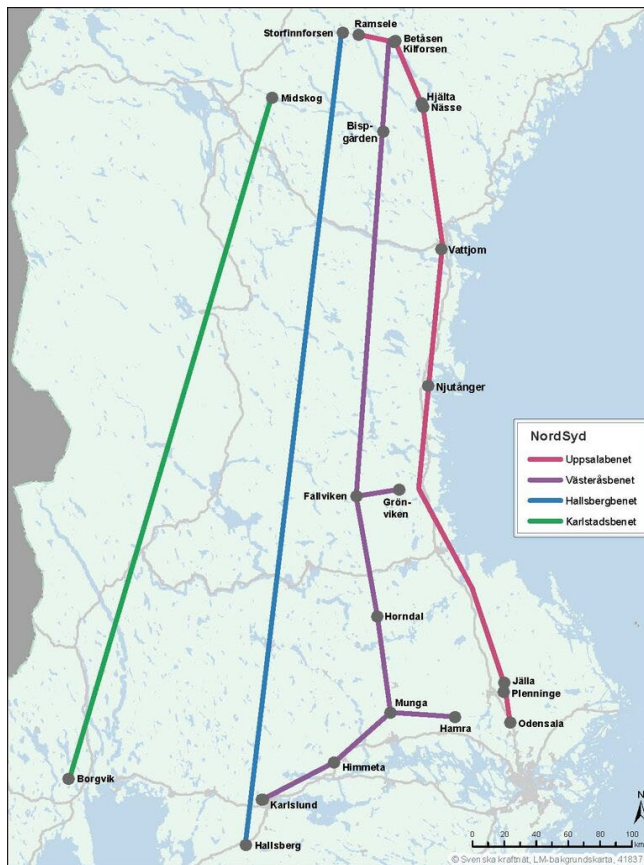 Ramsele
Storfinnforsen
Betåsen
Kilforsen
Midskog
Hjälta
Nässe
Bisp-
gården
Vattjom
Njutånger
NordSyd
Uppsalabenet
Västeråsbenet
Hallsbergbenet
Karlstadsbenet
Fallviken
Grön-
viken
Horndal
Jälla
Plenninge
Munga
Hamra
Odensala
Himmeta
Borgvik
Karlslund
Hallsberg
N
0 20 40 60 80 100
© Svenska kraftnät, LM-bakgrundskarta,